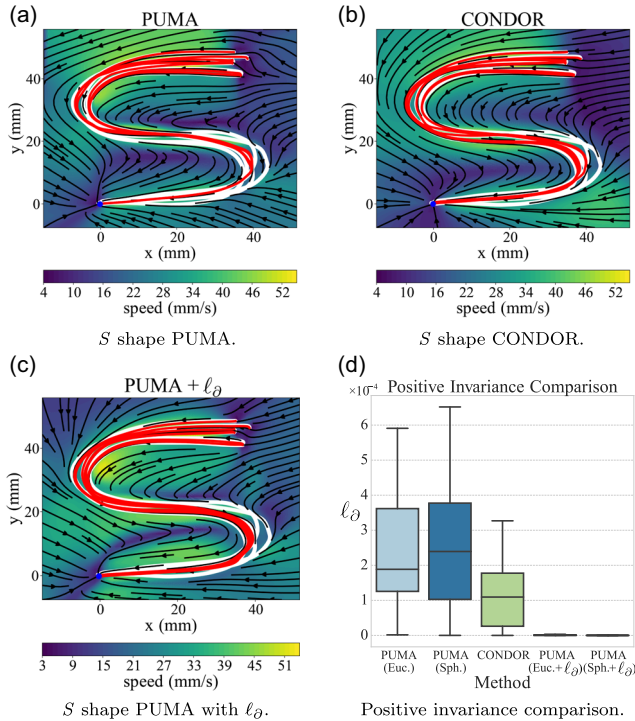 (a)
PUMA
y (mm)
40
20
0
0 20 40
x (mm)
4 10 16 22 28 34 39 45 52
speed (mm/s)
S shape PUMA.
(b)
CONDOR
y (mm)
40
20
0
0 20 40
x (mm)
4 10 16 22 28 34 39 45 52
speed (mm/s)
S shape CONDOR.
(c)
PUMA + ℓ∂
y (mm)
40
20
0
0 20 40
x (mm)
3 9 15 21 27 33 39 45 51
speed (mm/s)
S shape PUMA with ℓ∂.
(d)
Positive Invariance Comparison
×10⁻⁴
6
5
4
ℓ∂
3
2
1
0
PUMA PUMA CONDOR PUMA PUMA
(Euc.) (Sph.) (Euc.+ℓ∂) (Sph.+ℓ∂)
Method
Positive invariance comparison.